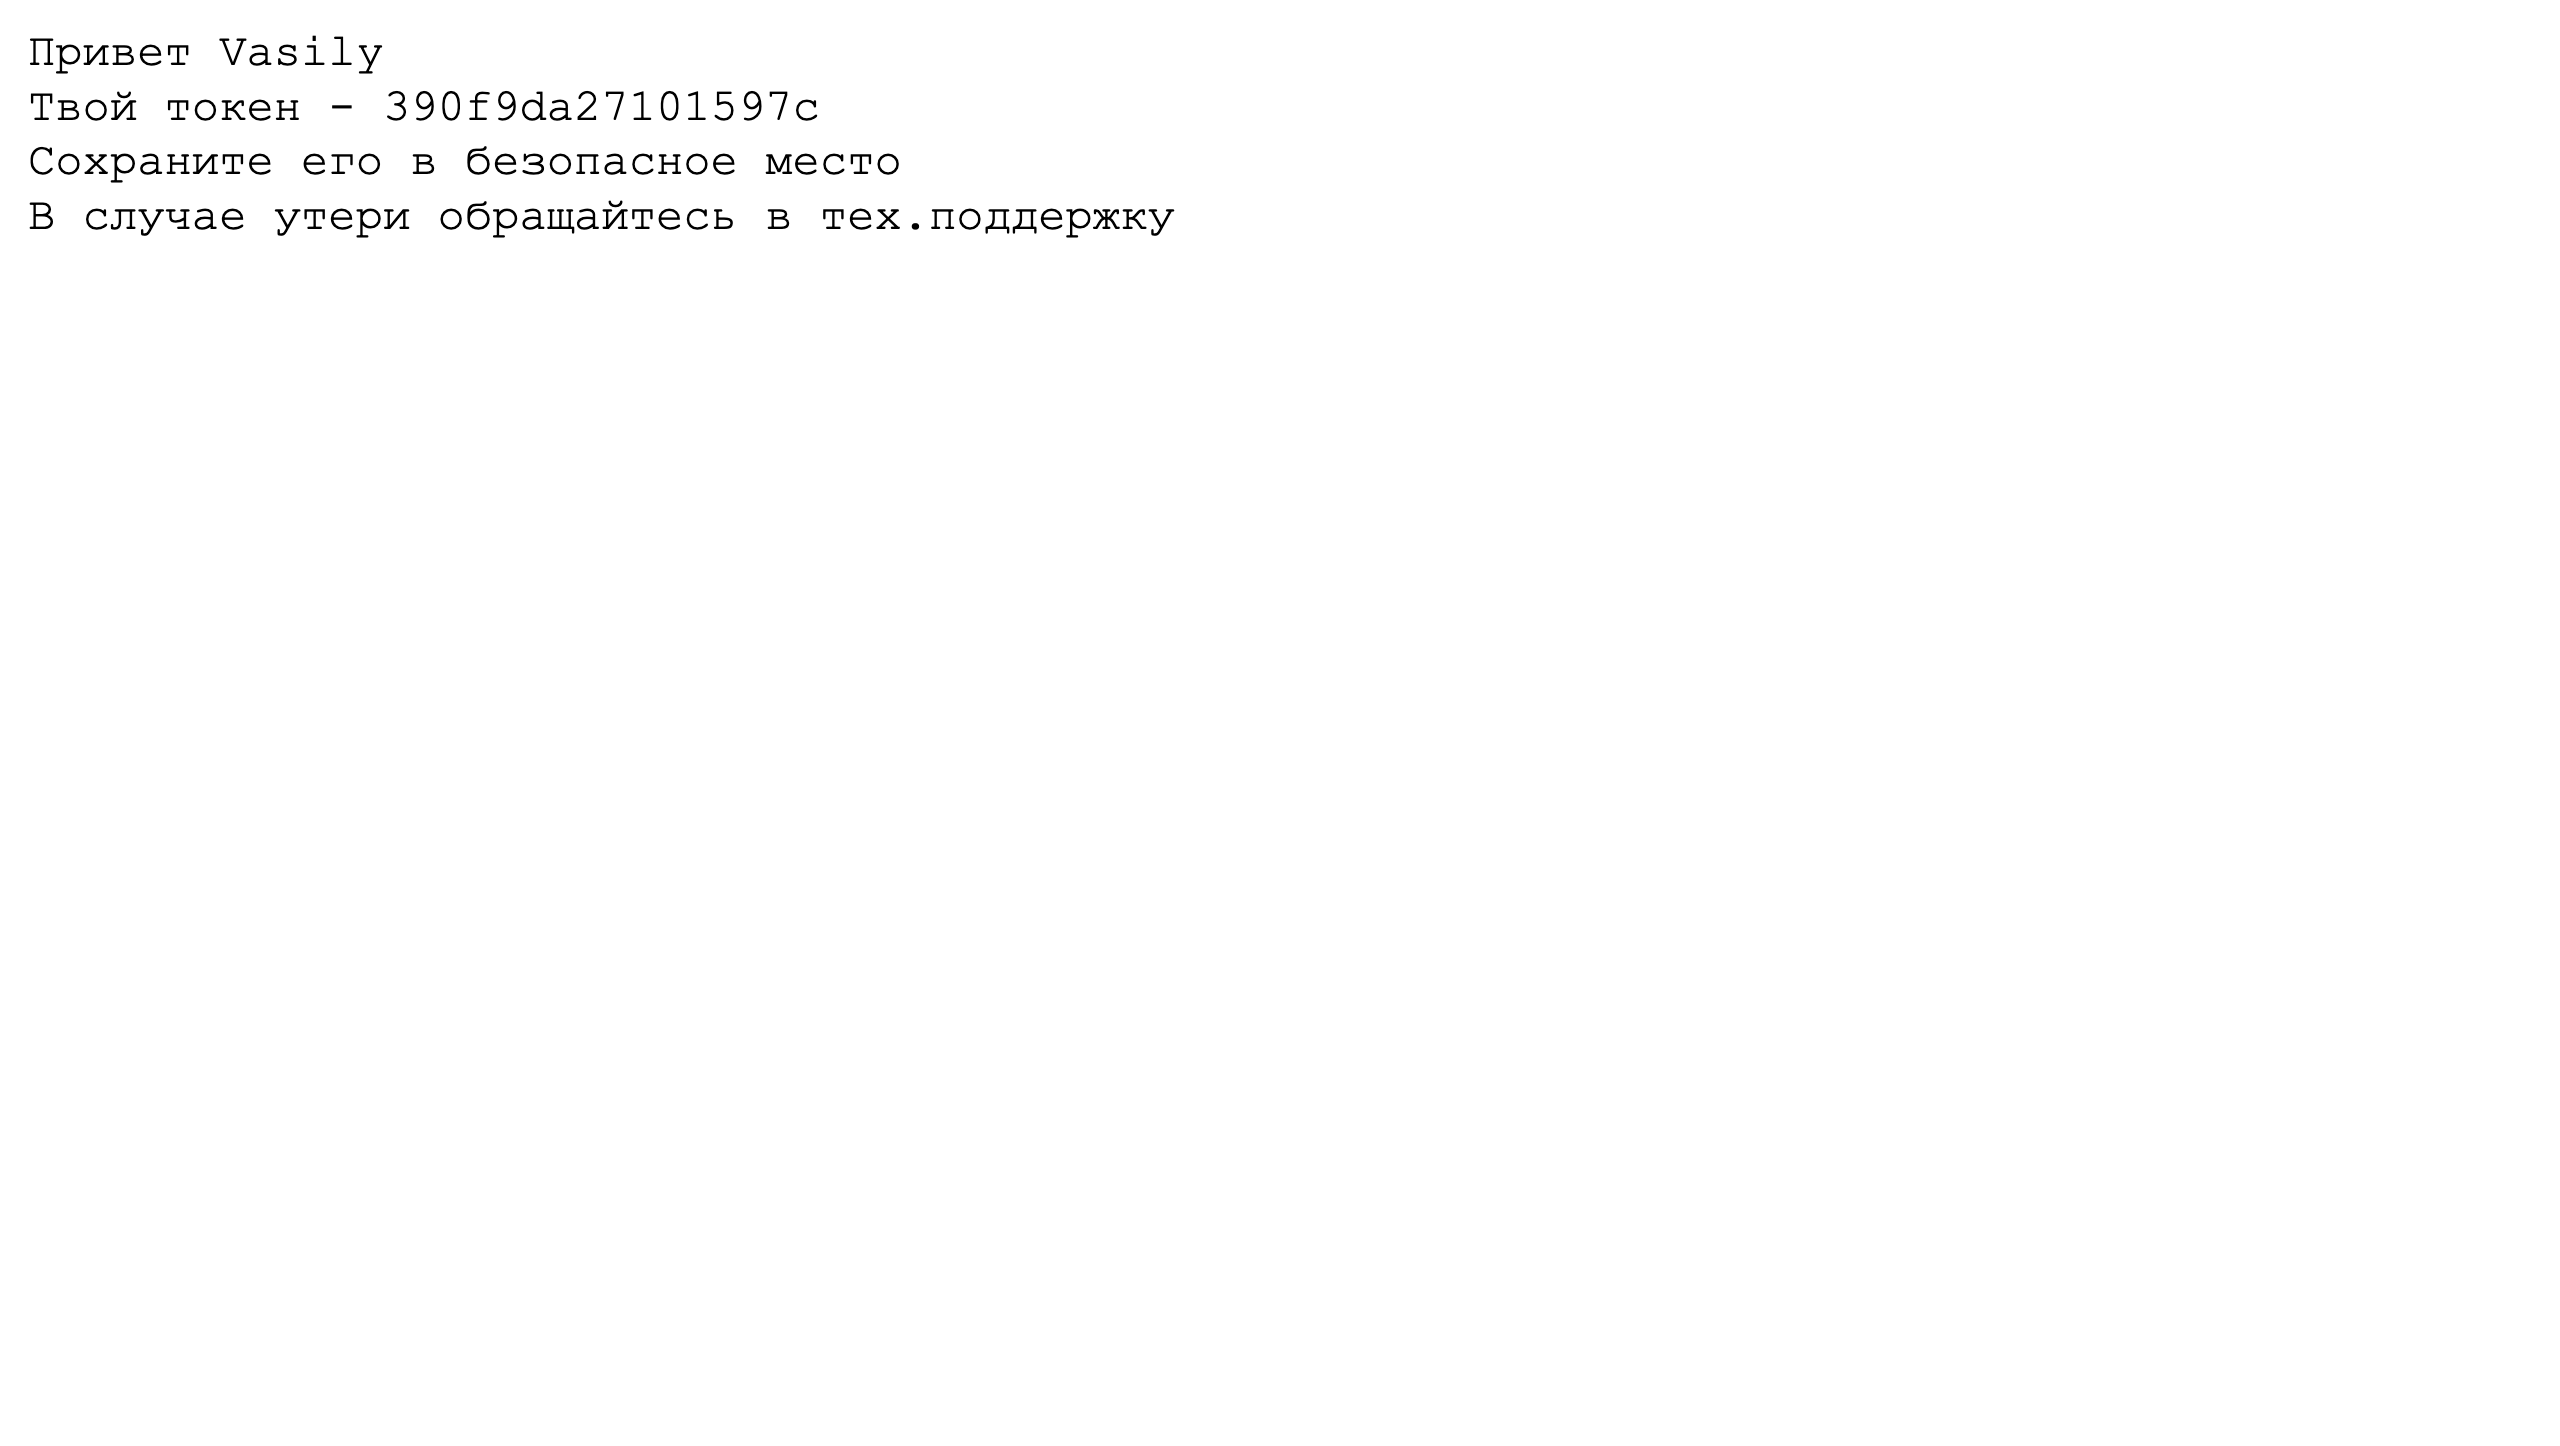 Привет Vasily
Твой токен - 390f9da27101597c
Сохраните его в безопасное место
В случае утери обращайтесь в тех.поддержку